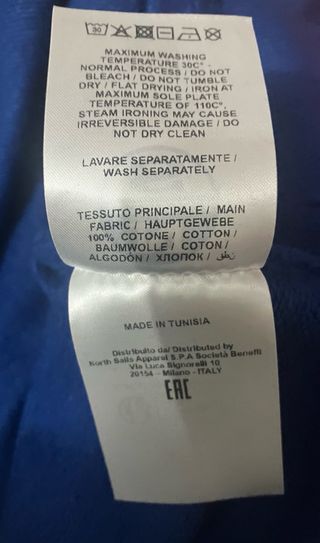 30
MAXIMUM WASHING
TEMPERATURE 30C° -
NORMAL PROCESS / DO NOT
BLEACH / DO NOT TUMBLE
DRY / FLAT DRYING / IRON AT
MAXIMUM SOLE PLATE
TEMPERATURE OF 110C°,
STEAM IRONING MAY CAUSE
IRREVERSIBLE DAMAGE / DO
NOT DRY CLEAN
LAVARE SEPARATAMENTE /
WASH SEPARATELY
TESSUTO PRINCIPALE / MAIN
FABRIC / HAUPTGEWEBE
100% COTONE / COTTON /
BAUMWOLLE / COTON /
ALGODÓN / ХЛОПОК / قطن
MADE IN TUNISIA
Distribuito da/ Distributed by
North Sails Apparel S.P.A Società Benefit
Via Luca Signorelli 10
20154 – Milano - ITALY
EAC